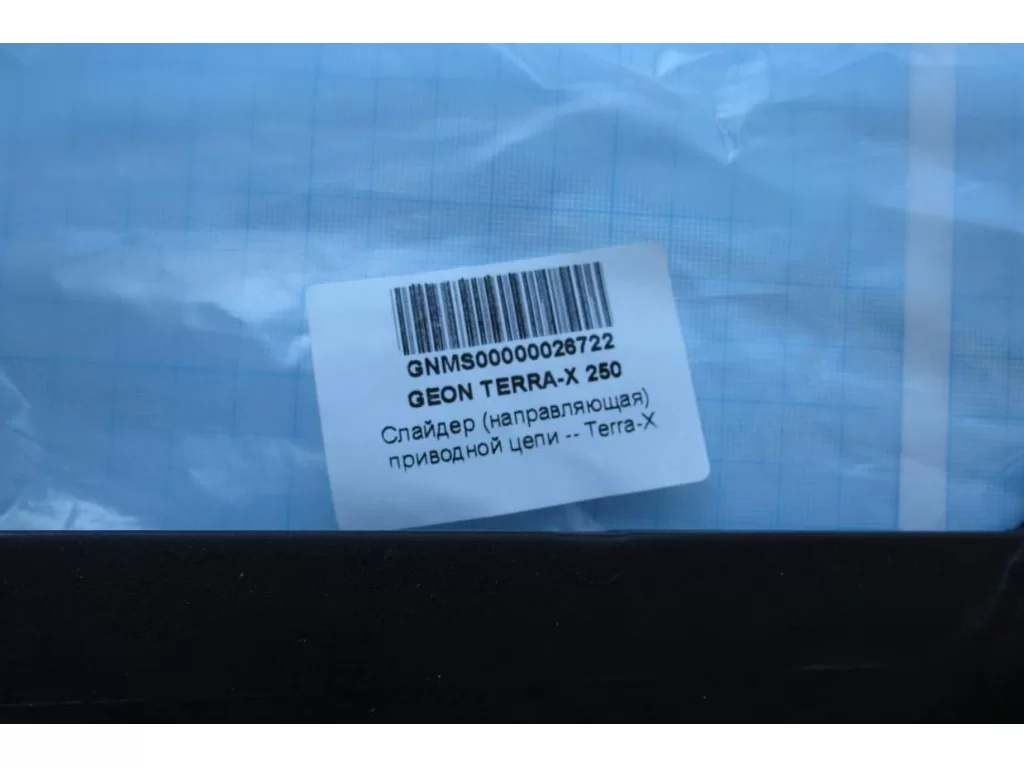 GNMS00000026722
GEON TERRA-X 250
Слайдер (направляющая)
приводной цепи -- Terra-X